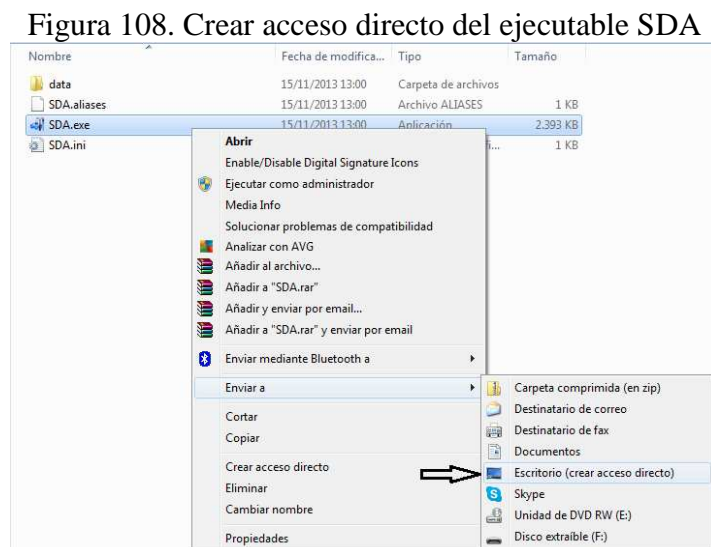 Figura 108. Crear acceso directo del ejecutable SDA
Nombre Fecha de modifica... Tipo Tamaño
data 15/11/2013 13:00 Carpeta de archivos
SDA.aliases 15/11/2013 13:00 Archivo ALIASES 1 KB
SDA.exe 15/11/2013 13:00 Aplicación 2.393 KB
SDA.ini 1 KB
Abrir
Enable/Disable Digital Signature Icons
Ejecutar como administrador
Media Info
Solucionar problemas de compatibilidad
Analizar con AVG
Añadir al archivo...
Añadir a "SDA.rar"
Añadir y enviar por email...
Añadir a "SDA.rar" y enviar por email
Enviar mediante Bluetooth a
Enviar a
Cortar
Copiar
Crear acceso directo
Eliminar
Cambiar nombre
Propiedades
Carpeta comprimida (en zip)
Destinatario de correo
Destinatario de fax
Documentos
Escritorio (crear acceso directo)
Skype
Unidad de DVD RW (E:)
Disco extraíble (F:)